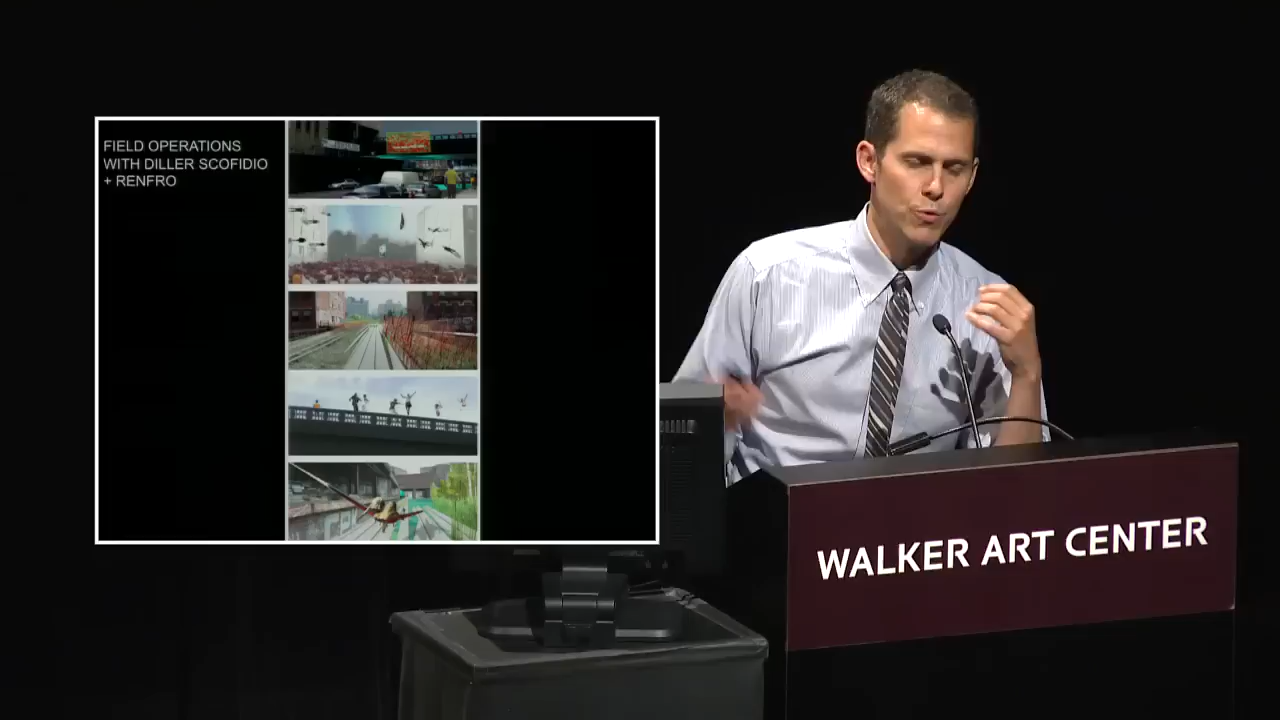 FIELD OPERATIONS
WITH DILLER SCOFIDIO
+ RENFRO
WALKER ART CENTER